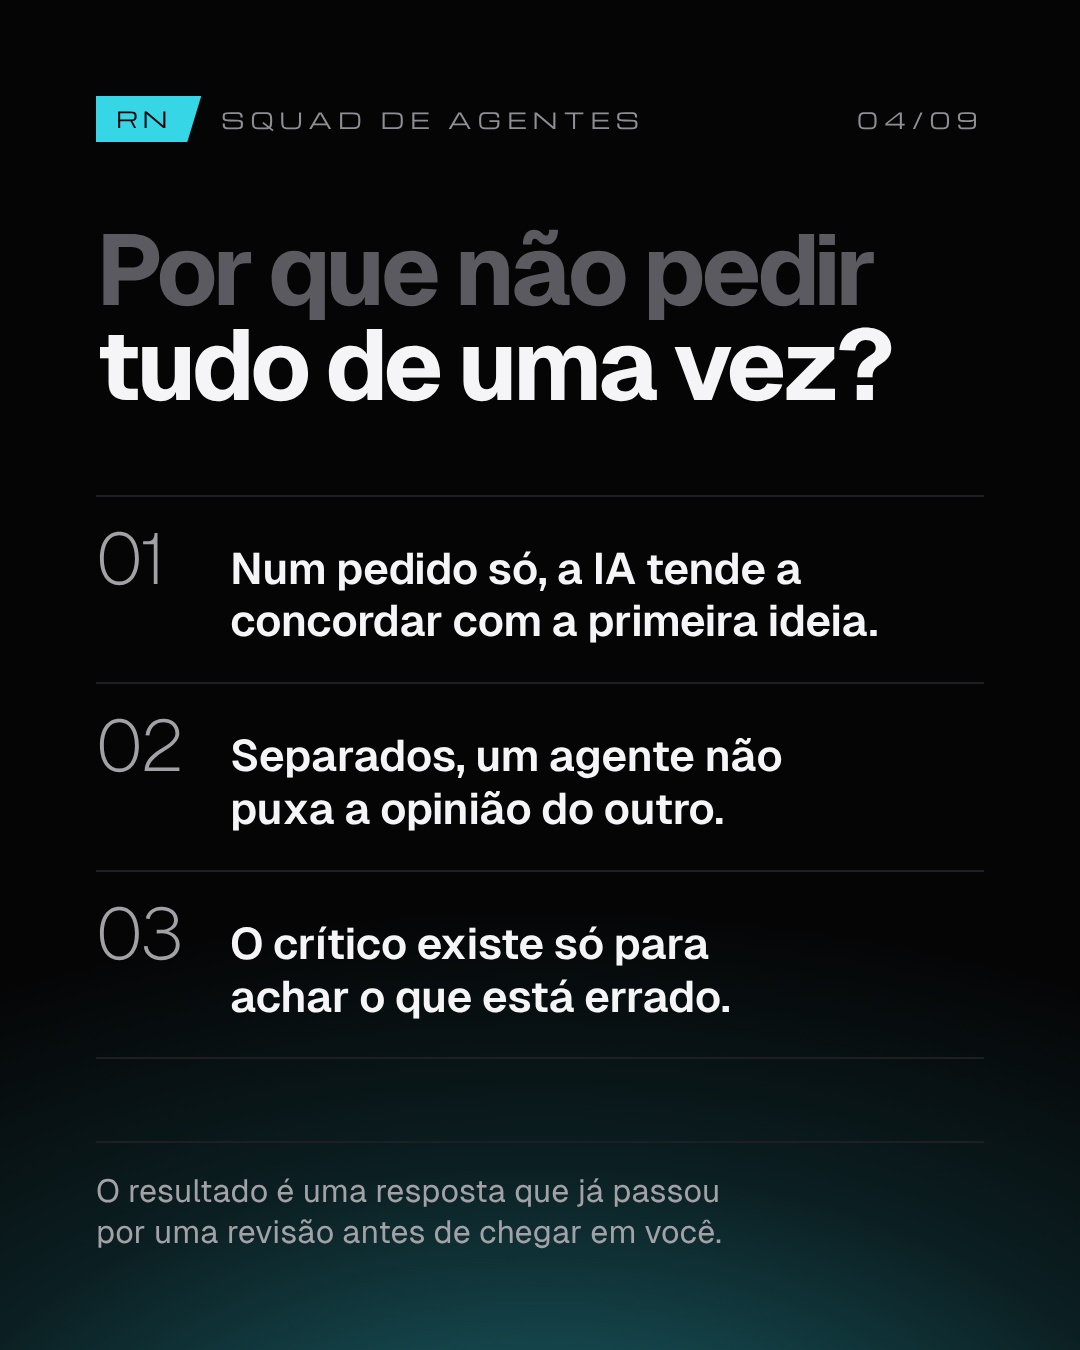 RN SQUAD DE AGENTES 04/09
Por que não pedir
tudo de uma vez?
01 Num pedido só, a IA tende a
concordar com a primeira ideia.
02 Separados, um agente não
puxa a opinião do outro.
03 O crítico existe só para
achar o que está errado.
O resultado é uma resposta que já passou
por uma revisão antes de chegar em você.